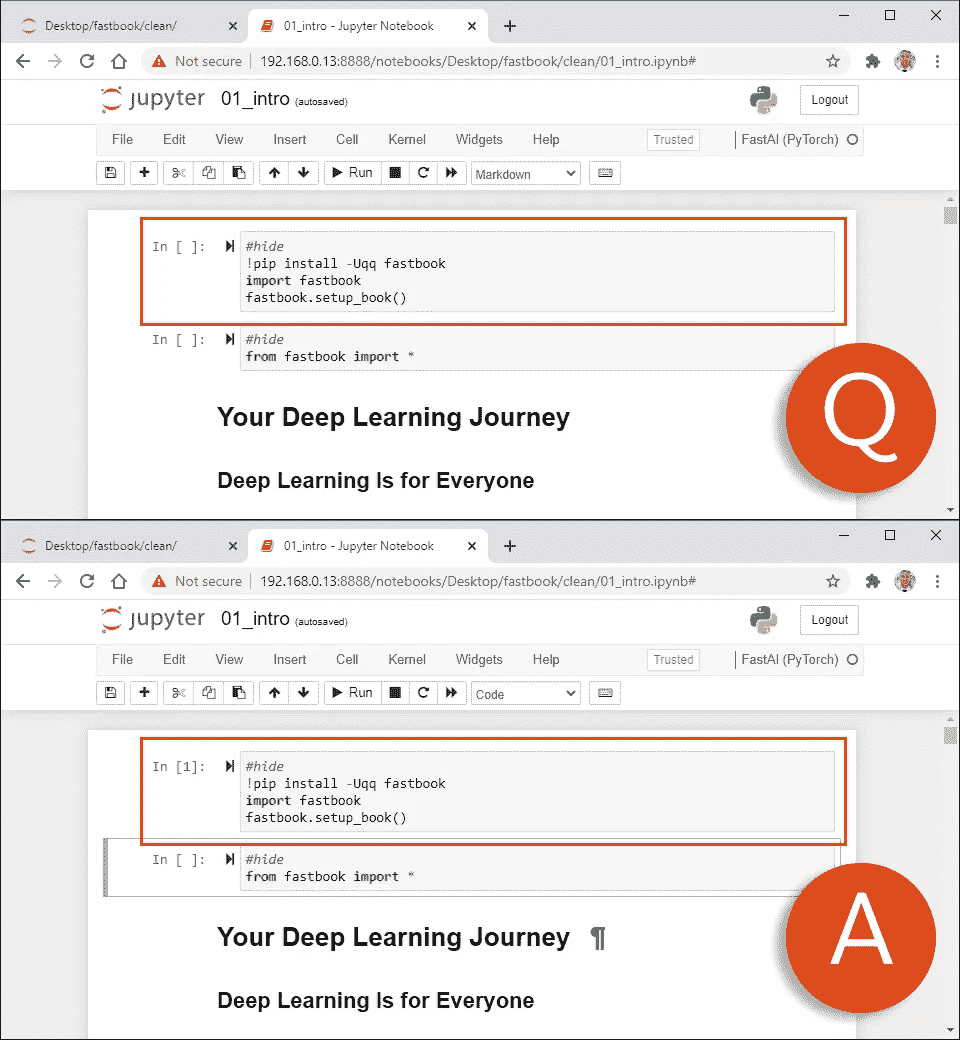 Desktop/fastbook/clean/ 01_intro - Jupyter Notebook
Not secure 192.168.0.13:8888/notebooks/Desktop/fastbook/clean/01_intro.ipynb#
jupyter 01_intro (autosaved) Logout
File Edit View Insert Cell Kernel Widgets Help Trusted FastAI (PyTorch)
Run Markdown
In [ ]: #hide
!pip install -Uqq fastbook
import fastbook
fastbook.setup_book()
In [ ]: #hide
from fastbook import *
Your Deep Learning Journey
Q
Deep Learning Is for Everyone
Desktop/fastbook/clean/ 01_intro - Jupyter Notebook
Not secure 192.168.0.13:8888/notebooks/Desktop/fastbook/clean/01_intro.ipynb#
jupyter 01_intro (autosaved) Logout
File Edit View Insert Cell Kernel Widgets Help Trusted FastAI (PyTorch)
Run Code
In [1]: #hide
!pip install -Uqq fastbook
import fastbook
fastbook.setup_book()
In [ ]: #hide
from fastbook import *
Your Deep Learning Journey ¶
A
Deep Learning Is for Everyone